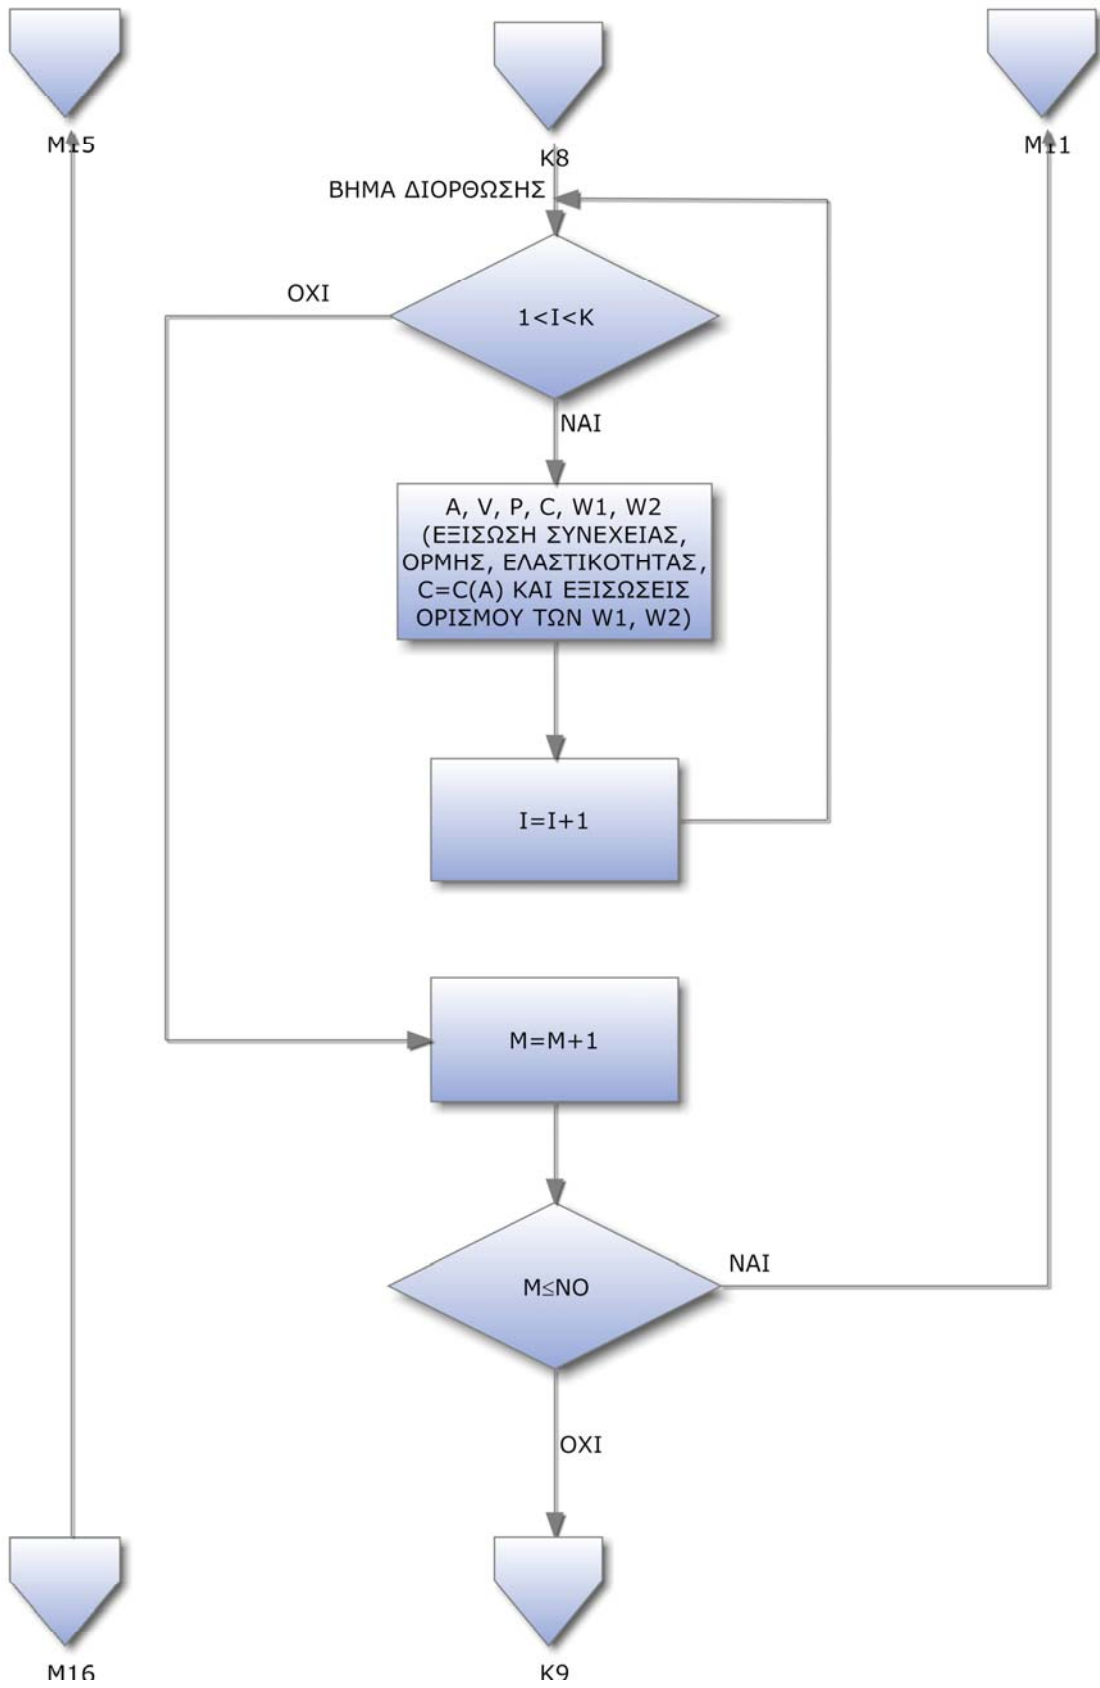 M15
K8
M11
ΒΗΜΑ ΔΙΟΡΘΩΣΗΣ
ΟΧΙ
1<I<K
ΝΑΙ
A, V, P, C, W1, W2
(ΕΞΙΣΩΣΗ ΣΥΝΕΧΕΙΑΣ,
ΟΡΜΗΣ, ΕΛΑΣΤΙΚΟΤΗΤΑΣ,
C=C(A) ΚΑΙ ΕΞΙΣΩΣΕΙΣ
ΟΡΙΣΜΟΥ ΤΩΝ W1, W2)
I=I+1
M=M+1
ΝΑΙ
M≤NO
ΟΧΙ
M16
K9